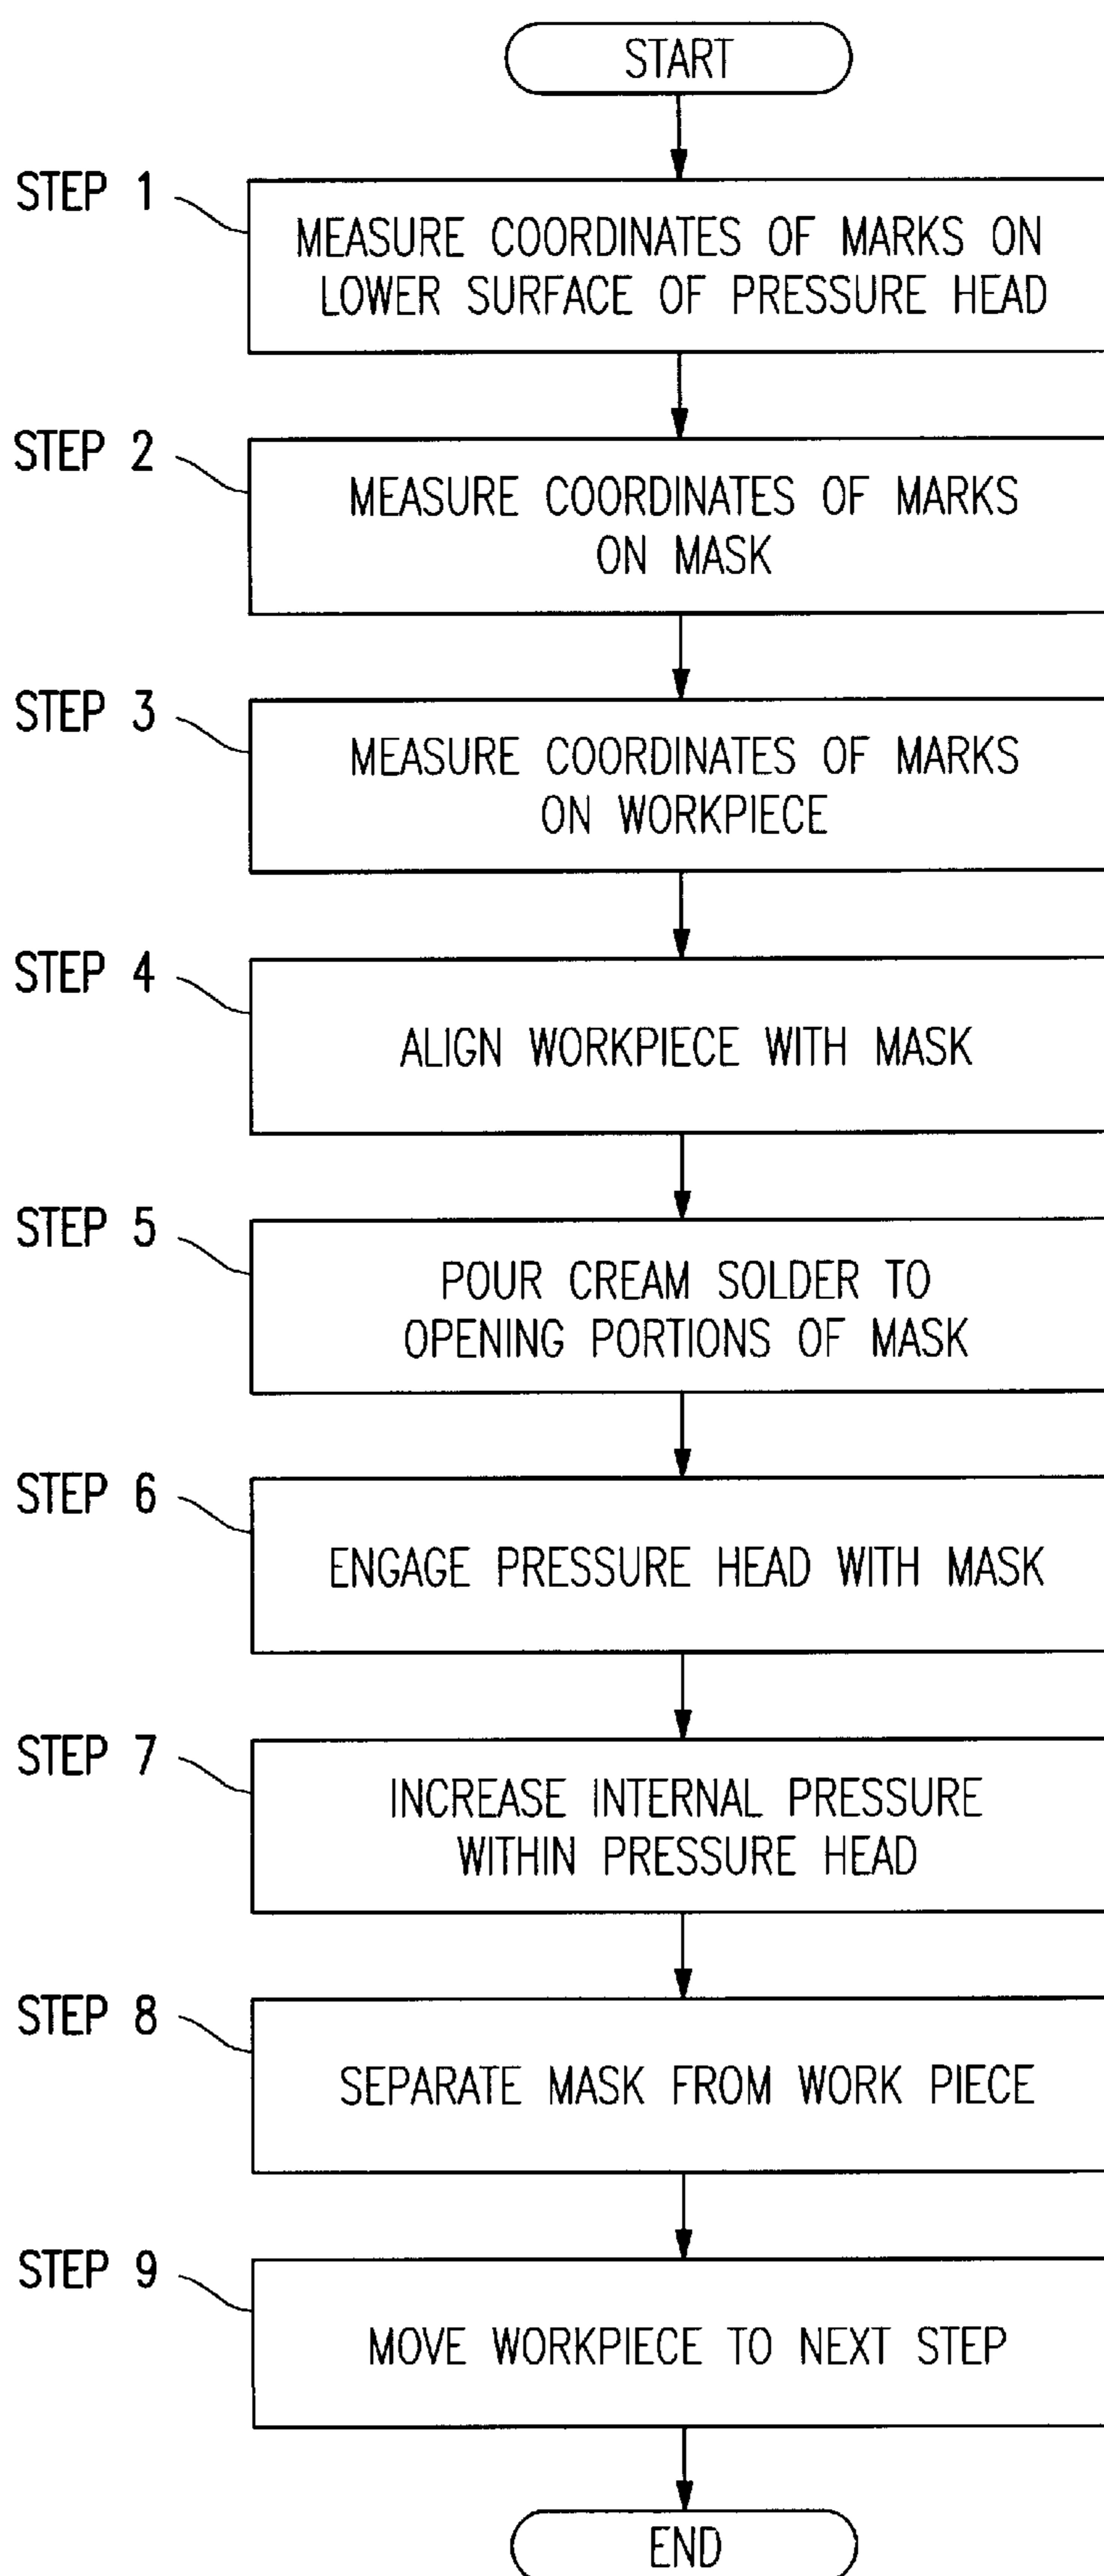 START
STEP 1
MEASURE COORDINATES OF MARKS ON
LOWER SURFACE OF PRESSURE HEAD
STEP 2
MEASURE COORDINATES OF MARKS
ON MASK
STEP 3
MEASURE COORDINATES OF MARKS
ON WORKPIECE
STEP 4
ALIGN WORKPIECE WITH MASK
STEP 5
POUR CREAM SOLDER TO
OPENING PORTIONS OF MASK
STEP 6
ENGAGE PRESSURE HEAD WITH MASK
STEP 7
INCREASE INTERNAL PRESSURE
WITHIN PRESSURE HEAD
STEP 8
SEPARATE MASK FROM WORK PIECE
STEP 9
MOVE WORKPIECE TO NEXT STEP
END